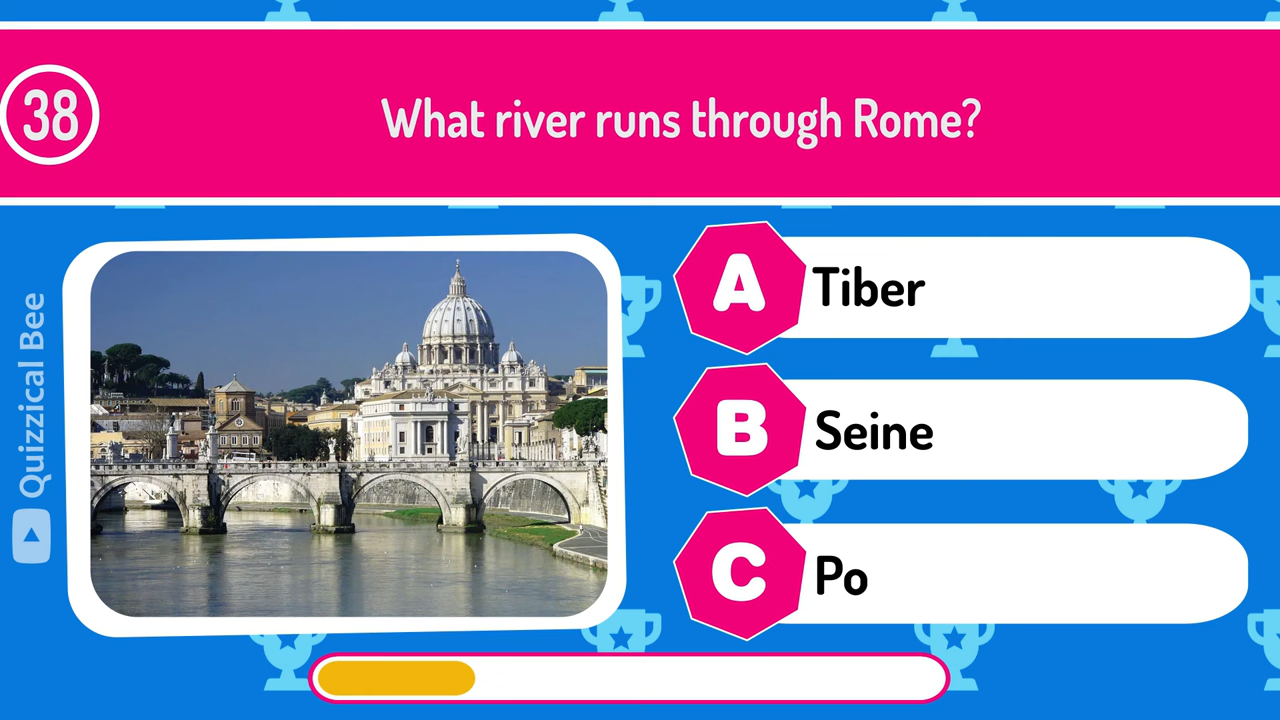 38
What river runs through Rome?
Quizzical Bee
A Tiber
B Seine
C Po